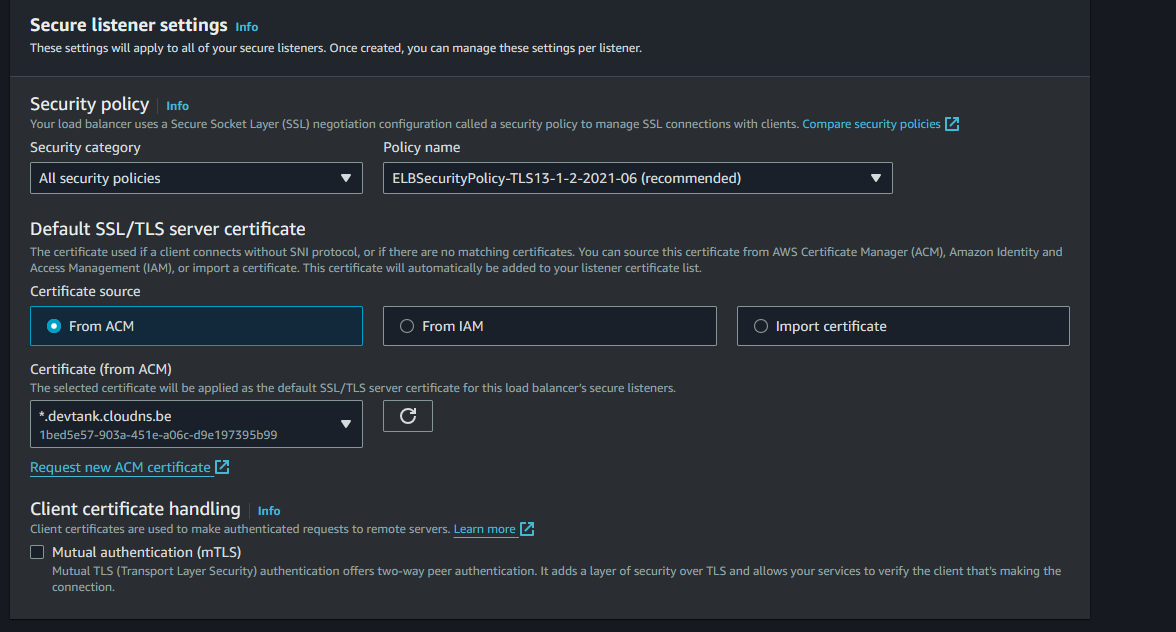 Secure listener settings Info
These settings will apply to all of your secure listeners. Once created, you can manage these settings per listener.
Security policy Info
Your load balancer uses a Secure Socket Layer (SSL) negotiation configuration called a security policy to manage SSL connections with clients. Compare security policies
Security category Policy name
All security policies ELBSecurityPolicy-TLS13-1-2-2021-06 (recommended)
Default SSL/TLS server certificate
The certificate used if a client connects without SNI protocol, or if there are no matching certificates. You can source this certificate from AWS Certificate Manager (ACM), Amazon Identity and
Access Management (IAM), or import a certificate. This certificate will automatically be added to your listener certificate list.
Certificate source
From ACM From IAM Import certificate
Certificate (from ACM)
The selected certificate will be applied as the default SSL/TLS server certificate for this load balancer's secure listeners.
*.devtank.cloudns.be
1bed5e57-903a-451e-a06c-d9e197395b99
Request new ACM certificate
Client certificate handling Info
Client certificates are used to make authenticated requests to remote servers. Learn more
Mutual authentication (mTLS)
Mutual TLS (Transport Layer Security) authentication offers two-way peer authentication. It adds a layer of security over TLS and allows your services to verify the client that's making the
connection.